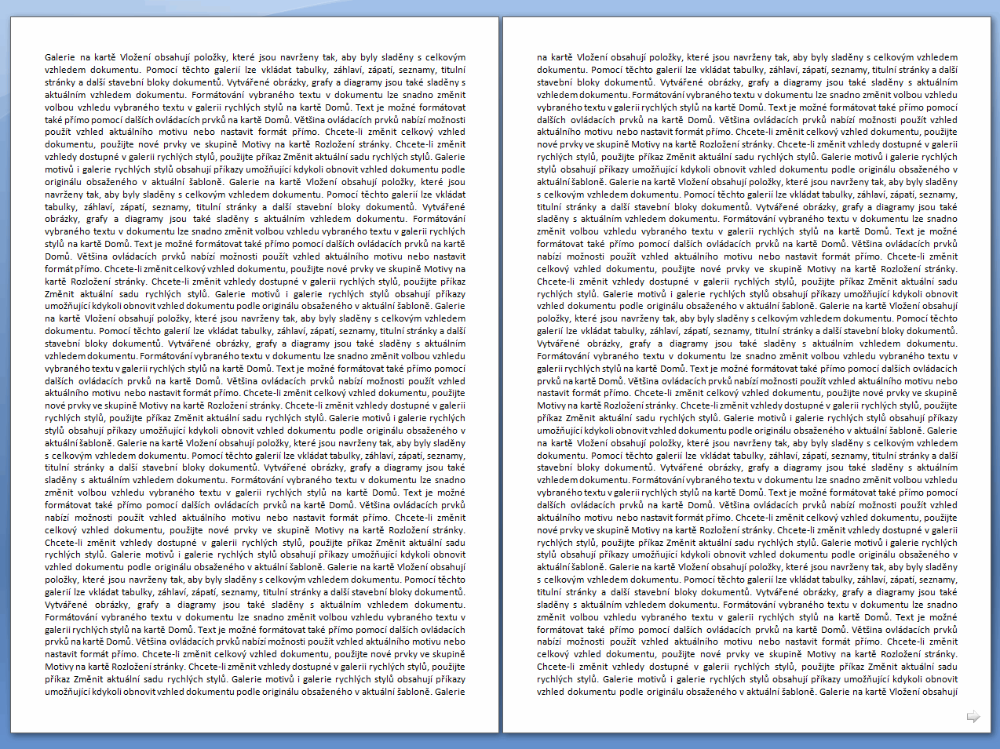 Galerie na kartě Vložení obsahují položky, které jsou navrženy tak, aby byly sladěny s celkovým
vzhledem dokumentu. Pomocí těchto galerií lze vkládat tabulky, záhlaví, zápatí, seznamy, titulní
stránky a další stavební bloky dokumentů. Vytvářené obrázky, grafy a diagramy jsou také sladěny s
aktuálním vzhledem dokumentu. Formátování vybraného textu v dokumentu lze snadno změnit
volbou vzhledu vybraného textu v galerii rychlých stylů na kartě Domů. Text je možné formátovat
také přímo pomocí dalších ovládacích prvků na kartě Domů. Většina ovládacích prvků nabízí možnosti
použít vzhled aktuálního motivu nebo nastavit formát přímo. Chcete-li změnit celkový vzhled
dokumentu, použijte nové prvky ve skupině Motivy na kartě Rozložení stránky. Chcete-li změnit
vzhledy dostupné v galerii rychlých stylů, použijte příkaz Změnit aktuální sadu rychlých stylů. Galerie
motivů i galerie rychlých stylů obsahují příkazy umožňující kdykoli obnovit vzhled dokumentu podle
originálu obsaženého v aktuální šabloně. Galerie na kartě Vložení obsahují položky, které jsou
navrženy tak, aby byly sladěny s celkovým vzhledem dokumentu. Pomocí těchto galerií lze vkládat
tabulky, záhlaví, zápatí, seznamy, titulní stránky a další stavební bloky dokumentů. Vytvářené
obrázky, grafy a diagramy jsou také sladěny s aktuálním vzhledem dokumentu. Formátování
vybraného textu v dokumentu lze snadno změnit volbou vzhledu vybraného textu v galerii rychlých
stylů na kartě Domů. Text je možné formátovat také přímo pomocí dalších ovládacích prvků na kartě
Domů. Většina ovládacích prvků nabízí možnosti použít vzhled aktuálního motivu nebo nastavit
formát přímo. Chcete-li změnit celkový vzhled dokumentu, použijte nové prvky ve skupině Motivy na
kartě Rozložení stránky. Chcete-li změnit vzhledy dostupné v galerii rychlých stylů, použijte příkaz
Změnit aktuální sadu rychlých stylů. Galerie motivů i galerie rychlých stylů obsahují příkazy
umožňující kdykoli obnovit vzhled dokumentu podle originálu obsaženého v aktuální šabloně. Galerie
na kartě Vložení obsahují položky, které jsou navrženy tak, aby byly sladěny s celkovým vzhledem
dokumentu. Pomocí těchto galerií lze vkládat tabulky, záhlaví, zápatí, seznamy, titulní stránky a další
stavební bloky dokumentů. Vytvářené obrázky, grafy a diagramy jsou také sladěny s aktuálním
vzhledem dokumentu. Formátování vybraného textu v dokumentu lze snadno změnit volbou vzhledu
vybraného textu v galerii rychlých stylů na kartě Domů. Text je možné formátovat také přímo pomocí
dalších ovládacích prvků na kartě Domů. Většina ovládacích prvků nabízí možnosti použít vzhled
aktuálního motivu nebo nastavit formát přímo. Chcete-li změnit celkový vzhled dokumentu, použijte
nové prvky ve skupině Motivy na kartě Rozložení stránky. Chcete-li změnit vzhledy dostupné v galerii
rychlých stylů, použijte příkaz Změnit aktuální sadu rychlých stylů. Galerie motivů i galerie rychlých
stylů obsahují příkazy umožňující kdykoli obnovit vzhled dokumentu podle originálu obsaženého v
aktuální šabloně. Galerie na kartě Vložení obsahují položky, které jsou navrženy tak, aby byly sladěny
s celkovým vzhledem dokumentu. Pomocí těchto galerií lze vkládat tabulky, záhlaví, zápatí, seznamy,
titulní stránky a další stavební bloky dokumentů. Vytvářené obrázky, grafy a diagramy jsou také
sladěny s aktuálním vzhledem dokumentu. Formátování vybraného textu v dokumentu lze snadno
změnit volbou vzhledu vybraného textu v galerii rychlých stylů na kartě Domů. Text je možné
formátovat také přímo pomocí dalších ovládacích prvků na kartě Domů. Většina ovládacích prvků
nabízí možnosti použít vzhled aktuálního motivu nebo nastavit formát přímo. Chcete-li změnit
celkový vzhled dokumentu, použijte nové prvky ve skupině Motivy na kartě Rozložení stránky.
Chcete-li změnit vzhledy dostupné v galerii rychlých stylů, použijte příkaz Změnit aktuální sadu
rychlých stylů. Galerie motivů i galerie rychlých stylů obsahují příkazy umožňující kdykoli obnovit
vzhled dokumentu podle originálu obsaženého v aktuální šabloně. Galerie na kartě Vložení obsahují
položky, které jsou navrženy tak, aby byly sladěny s celkovým vzhledem dokumentu. Pomocí těchto
galerií lze vkládat tabulky, záhlaví, zápatí, seznamy, titulní stránky a další stavební bloky dokumentů.
Vytvářené obrázky, grafy a diagramy jsou také sladěny s aktuálním vzhledem dokumentu.
Formátování vybraného textu v dokumentu lze snadno změnit volbou vzhledu vybraného textu v
galerii rychlých stylů na kartě Domů. Text je možné formátovat také přímo pomocí dalších ovládacích
prvků na kartě Domů. Většina ovládacích prvků nabízí možnosti použít vzhled aktuálního motivu nebo
nastavit formát přímo. Chcete-li změnit celkový vzhled dokumentu, použijte nové prvky ve skupině
Motivy na kartě Rozložení stránky. Chcete-li změnit vzhledy dostupné v galerii rychlých stylů, použijte
příkaz Změnit aktuální sadu rychlých stylů. Galerie motivů i galerie rychlých stylů obsahují příkazy
umožňující kdykoli obnovit vzhled dokumentu podle originálu obsaženého v aktuální šabloně. Galerie
na kartě Vložení obsahují položky, které jsou navrženy tak, aby byly sladěny s celkovým vzhledem
dokumentu. Pomocí těchto galerií lze vkládat tabulky, záhlaví, zápatí, seznamy, titulní stránky a další
stavební bloky dokumentů. Vytvářené obrázky, grafy a diagramy jsou také sladěny s aktuálním
vzhledem dokumentu. Formátování vybraného textu v dokumentu lze snadno změnit volbou vzhledu
vybraného textu v galerii rychlých stylů na kartě Domů. Text je možné formátovat také přímo pomocí
dalších ovládacích prvků na kartě Domů. Většina ovládacích prvků nabízí možnosti použít vzhled
aktuálního motivu nebo nastavit formát přímo. Chcete-li změnit celkový vzhled dokumentu, použijte
nové prvky ve skupině Motivy na kartě Rozložení stránky. Chcete-li změnit vzhledy dostupné v galerii
rychlých stylů, použijte příkaz Změnit aktuální sadu rychlých stylů. Galerie motivů i galerie rychlých
stylů obsahují příkazy umožňující kdykoli obnovit vzhled dokumentu podle originálu obsaženého v
aktuální šabloně. Galerie na kartě Vložení obsahují položky, které jsou navrženy tak, aby byly sladěny
s celkovým vzhledem dokumentu. Pomocí těchto galerií lze vkládat tabulky, záhlaví, zápatí, seznamy,
titulní stránky a další stavební bloky dokumentů. Vytvářené obrázky, grafy a diagramy jsou také
sladěny s aktuálním vzhledem dokumentu. Formátování vybraného textu v dokumentu lze snadno
změnit volbou vzhledu vybraného textu v galerii rychlých stylů na kartě Domů. Text je možné
formátovat také přímo pomocí dalších ovládacích prvků na kartě Domů. Většina ovládacích prvků
nabízí možnosti použít vzhled aktuálního motivu nebo nastavit formát přímo. Chcete-li změnit
celkový vzhled dokumentu, použijte nové prvky ve skupině Motivy na kartě Rozložení stránky.
Chcete-li změnit vzhledy dostupné v galerii rychlých stylů, použijte příkaz Změnit aktuální sadu
rychlých stylů. Galerie motivů i galerie rychlých stylů obsahují příkazy umožňující kdykoli obnovit
vzhled dokumentu podle originálu obsaženého v aktuální šabloně. Galerie na kartě Vložení obsahují
položky, které jsou navrženy tak, aby byly sladěny s celkovým vzhledem dokumentu. Pomocí těchto
galerií lze vkládat tabulky, záhlaví, zápatí, seznamy, titulní stránky a další stavební bloky dokumentů.
Vytvářené obrázky, grafy a diagramy jsou také sladěny s aktuálním vzhledem dokumentu.
Formátování vybraného textu v dokumentu lze snadno změnit volbou vzhledu vybraného textu v
galerii rychlých stylů na kartě Domů. Text je možné formátovat také přímo pomocí dalších ovládacích
prvků na kartě Domů. Většina ovládacích prvků nabízí možnosti použít vzhled aktuálního motivu nebo
nastavit formát přímo. Chcete-li změnit celkový vzhled dokumentu, použijte nové prvky ve skupině
Motivy na kartě Rozložení stránky. Chcete-li změnit vzhledy dostupné v galerii rychlých stylů, použijte
příkaz Změnit aktuální sadu rychlých stylů. Galerie motivů i galerie rychlých stylů obsahují příkazy
umožňující kdykoli obnovit vzhled dokumentu podle originálu obsaženého v aktuální šabloně. Galerie
na kartě Vložení obsahují položky, které jsou navrženy tak, aby byly sladěny s celkovým vzhledem
dokumentu. Pomocí těchto galerií lze vkládat tabulky, záhlaví, zápatí, seznamy, titulní stránky a další
stavební bloky dokumentů. Vytvářené obrázky, grafy a diagramy jsou také sladěny s aktuálním
vzhledem dokumentu. Formátování vybraného textu v dokumentu lze snadno změnit volbou vzhledu
vybraného textu v galerii rychlých stylů na kartě Domů. Text je možné formátovat také přímo pomocí
dalších ovládacích prvků na kartě Domů. Většina ovládacích prvků nabízí možnosti použít vzhled
aktuálního motivu nebo nastavit formát přímo. Chcete-li změnit celkový vzhled dokumentu, použijte
nové prvky ve skupině Motivy na kartě Rozložení stránky. Chcete-li změnit vzhledy dostupné v galerii
rychlých stylů, použijte příkaz Změnit aktuální sadu rychlých stylů. Galerie motivů i galerie rychlých
stylů obsahují příkazy umožňující kdykoli obnovit vzhled dokumentu podle originálu obsaženého v
aktuální šabloně. Galerie na kartě Vložení obsahují položky, které jsou navrženy tak, aby byly sladěny
s celkovým vzhledem dokumentu. Pomocí těchto galerií lze vkládat tabulky, záhlaví, zápatí, seznamy,
titulní stránky a další stavební bloky dokumentů. Vytvářené obrázky, grafy a diagramy jsou také
sladěny s aktuálním vzhledem dokumentu. Formátování vybraného textu v dokumentu lze snadno
změnit volbou vzhledu vybraného textu v galerii rychlých stylů na kartě Domů. Text je možné
formátovat také přímo pomocí dalších ovládacích prvků na kartě Domů. Většina ovládacích prvků
nabízí možnosti použít vzhled aktuálního motivu nebo nastavit formát přímo. Chcete-li změnit
celkový vzhled dokumentu, použijte nové prvky ve skupině Motivy na kartě Rozložení stránky.
Chcete-li změnit vzhledy dostupné v galerii rychlých stylů, použijte příkaz Změnit aktuální sadu
rychlých stylů. Galerie motivů i galerie rychlých stylů obsahují příkazy umožňující kdykoli obnovit
vzhled dokumentu podle originálu obsaženého v aktuální šabloně. Galerie na kartě Vložení obsahují